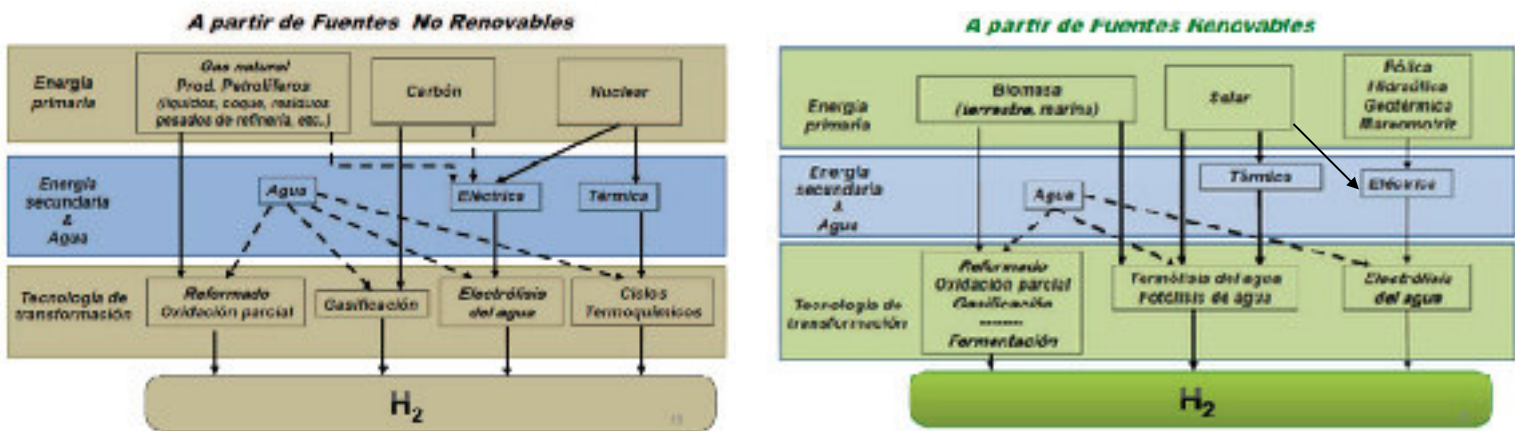 A partir de Fuentes No Renovables
Energía
primaria
Gas natural
Prod. Petrolíferos
(líquidos, coque, residuos
pesados de refinería, etc.)
Carbón
Nuclear
Energía
secundaria
&
Agua
Agua
Eléctrica
Térmica
Tecnología de
transformación
Reformado
Oxidación parcial
Gasificación
Electrólisis
del agua
Ciclos
Termoquímicos
H2
A partir de Fuentes Renovables
Energía
primaria
Biomasa
(terrestre, marina)
Solar
Eólica
Hidraúlica
Geotérmica
Mareomotriz
Energía
secundaria
&
Agua
Agua
Térmica
Eléctrica
Tecnología de
transformación
Reformado
Oxidación parcial
Gasificación
--------
Fermentación
Termólisis del agua
Fotólisis de agua
Electrólisis
del agua
H2